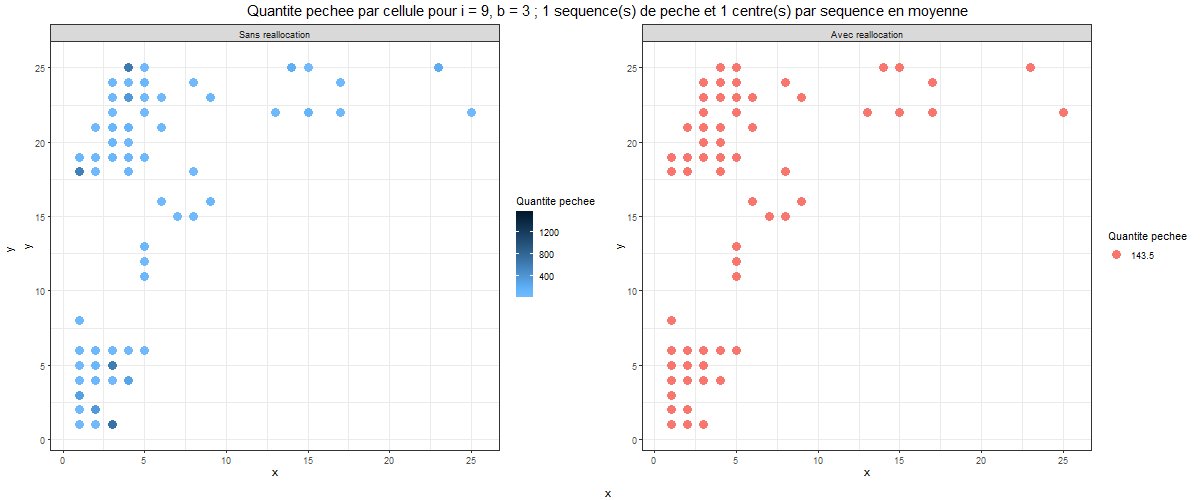 Quantite pechee par cellule pour i = 9, b = 3 ; 1 sequence(s) de peche et 1 centre(s) par sequence en moyenne
Sans reallocation
25
20
15
10
5
0
0 5 10 15 20 25
x
y
y
Quantite pechee
1200
800
400
Avec reallocation
25
20
15
10
5
0
0 5 10 15 20 25
x
y
Quantite pechee
143.5
x